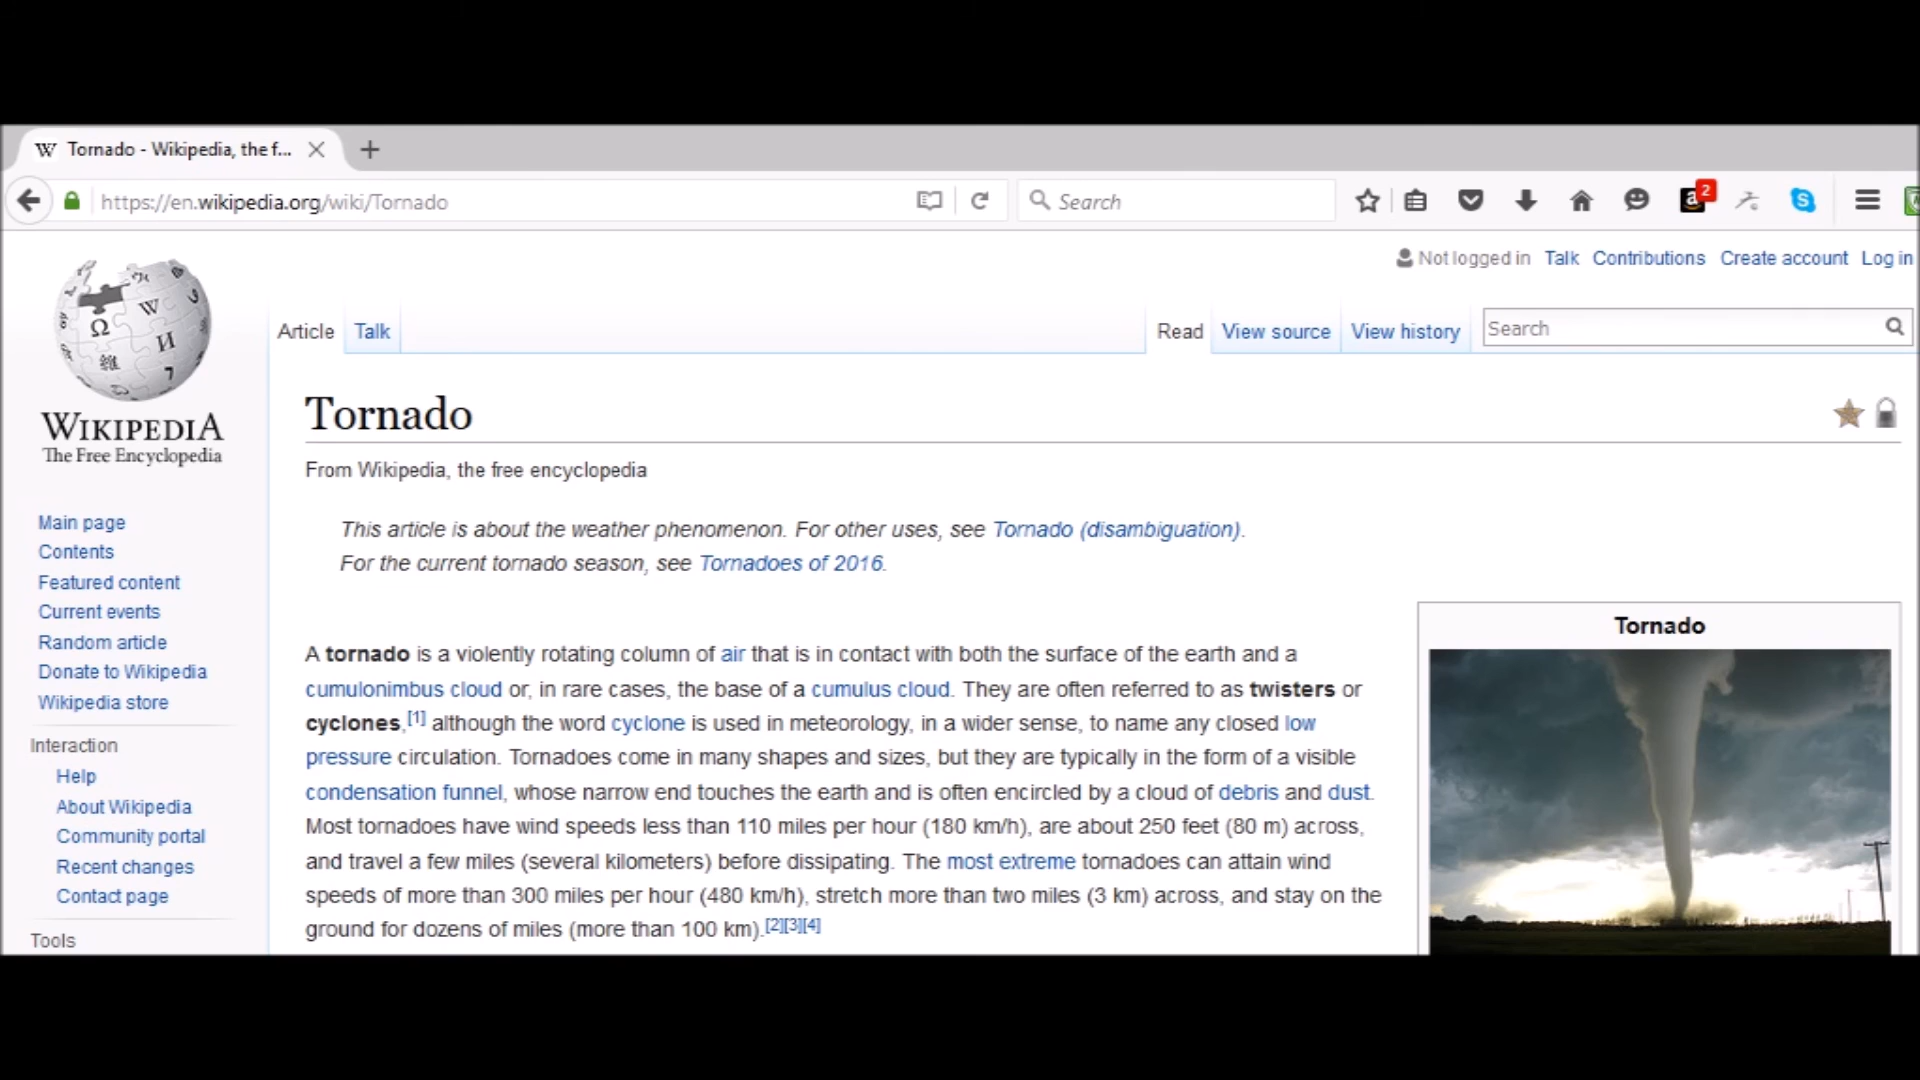 Tornado - Wikipedia, the f...
https://en.wikipedia.org/wiki/Tornado
Search
2
Not logged in Talk Contributions Create account Log in
Article Talk
Read View source View history
Search
WIKIPEDIA
The Free Encyclopedia
Main page
Contents
Featured content
Current events
Random article
Donate to Wikipedia
Wikipedia store
Interaction
Help
About Wikipedia
Community portal
Recent changes
Contact page
Tools
Tornado
From Wikipedia, the free encyclopedia
This article is about the weather phenomenon. For other uses, see Tornado (disambiguation).
For the current tornado season, see Tornadoes of 2016.
A tornado is a violently rotating column of air that is in contact with both the surface of the earth and a
cumulonimbus cloud or, in rare cases, the base of a cumulus cloud. They are often referred to as twisters or
cyclones,[1] although the word cyclone is used in meteorology, in a wider sense, to name any closed low
pressure circulation. Tornadoes come in many shapes and sizes, but they are typically in the form of a visible
condensation funnel, whose narrow end touches the earth and is often encircled by a cloud of debris and dust.
Most tornadoes have wind speeds less than 110 miles per hour (180 km/h), are about 250 feet (80 m) across,
and travel a few miles (several kilometers) before dissipating. The most extreme tornadoes can attain wind
speeds of more than 300 miles per hour (480 km/h), stretch more than two miles (3 km) across, and stay on the
ground for dozens of miles (more than 100 km).[2][3][4]
Tornado